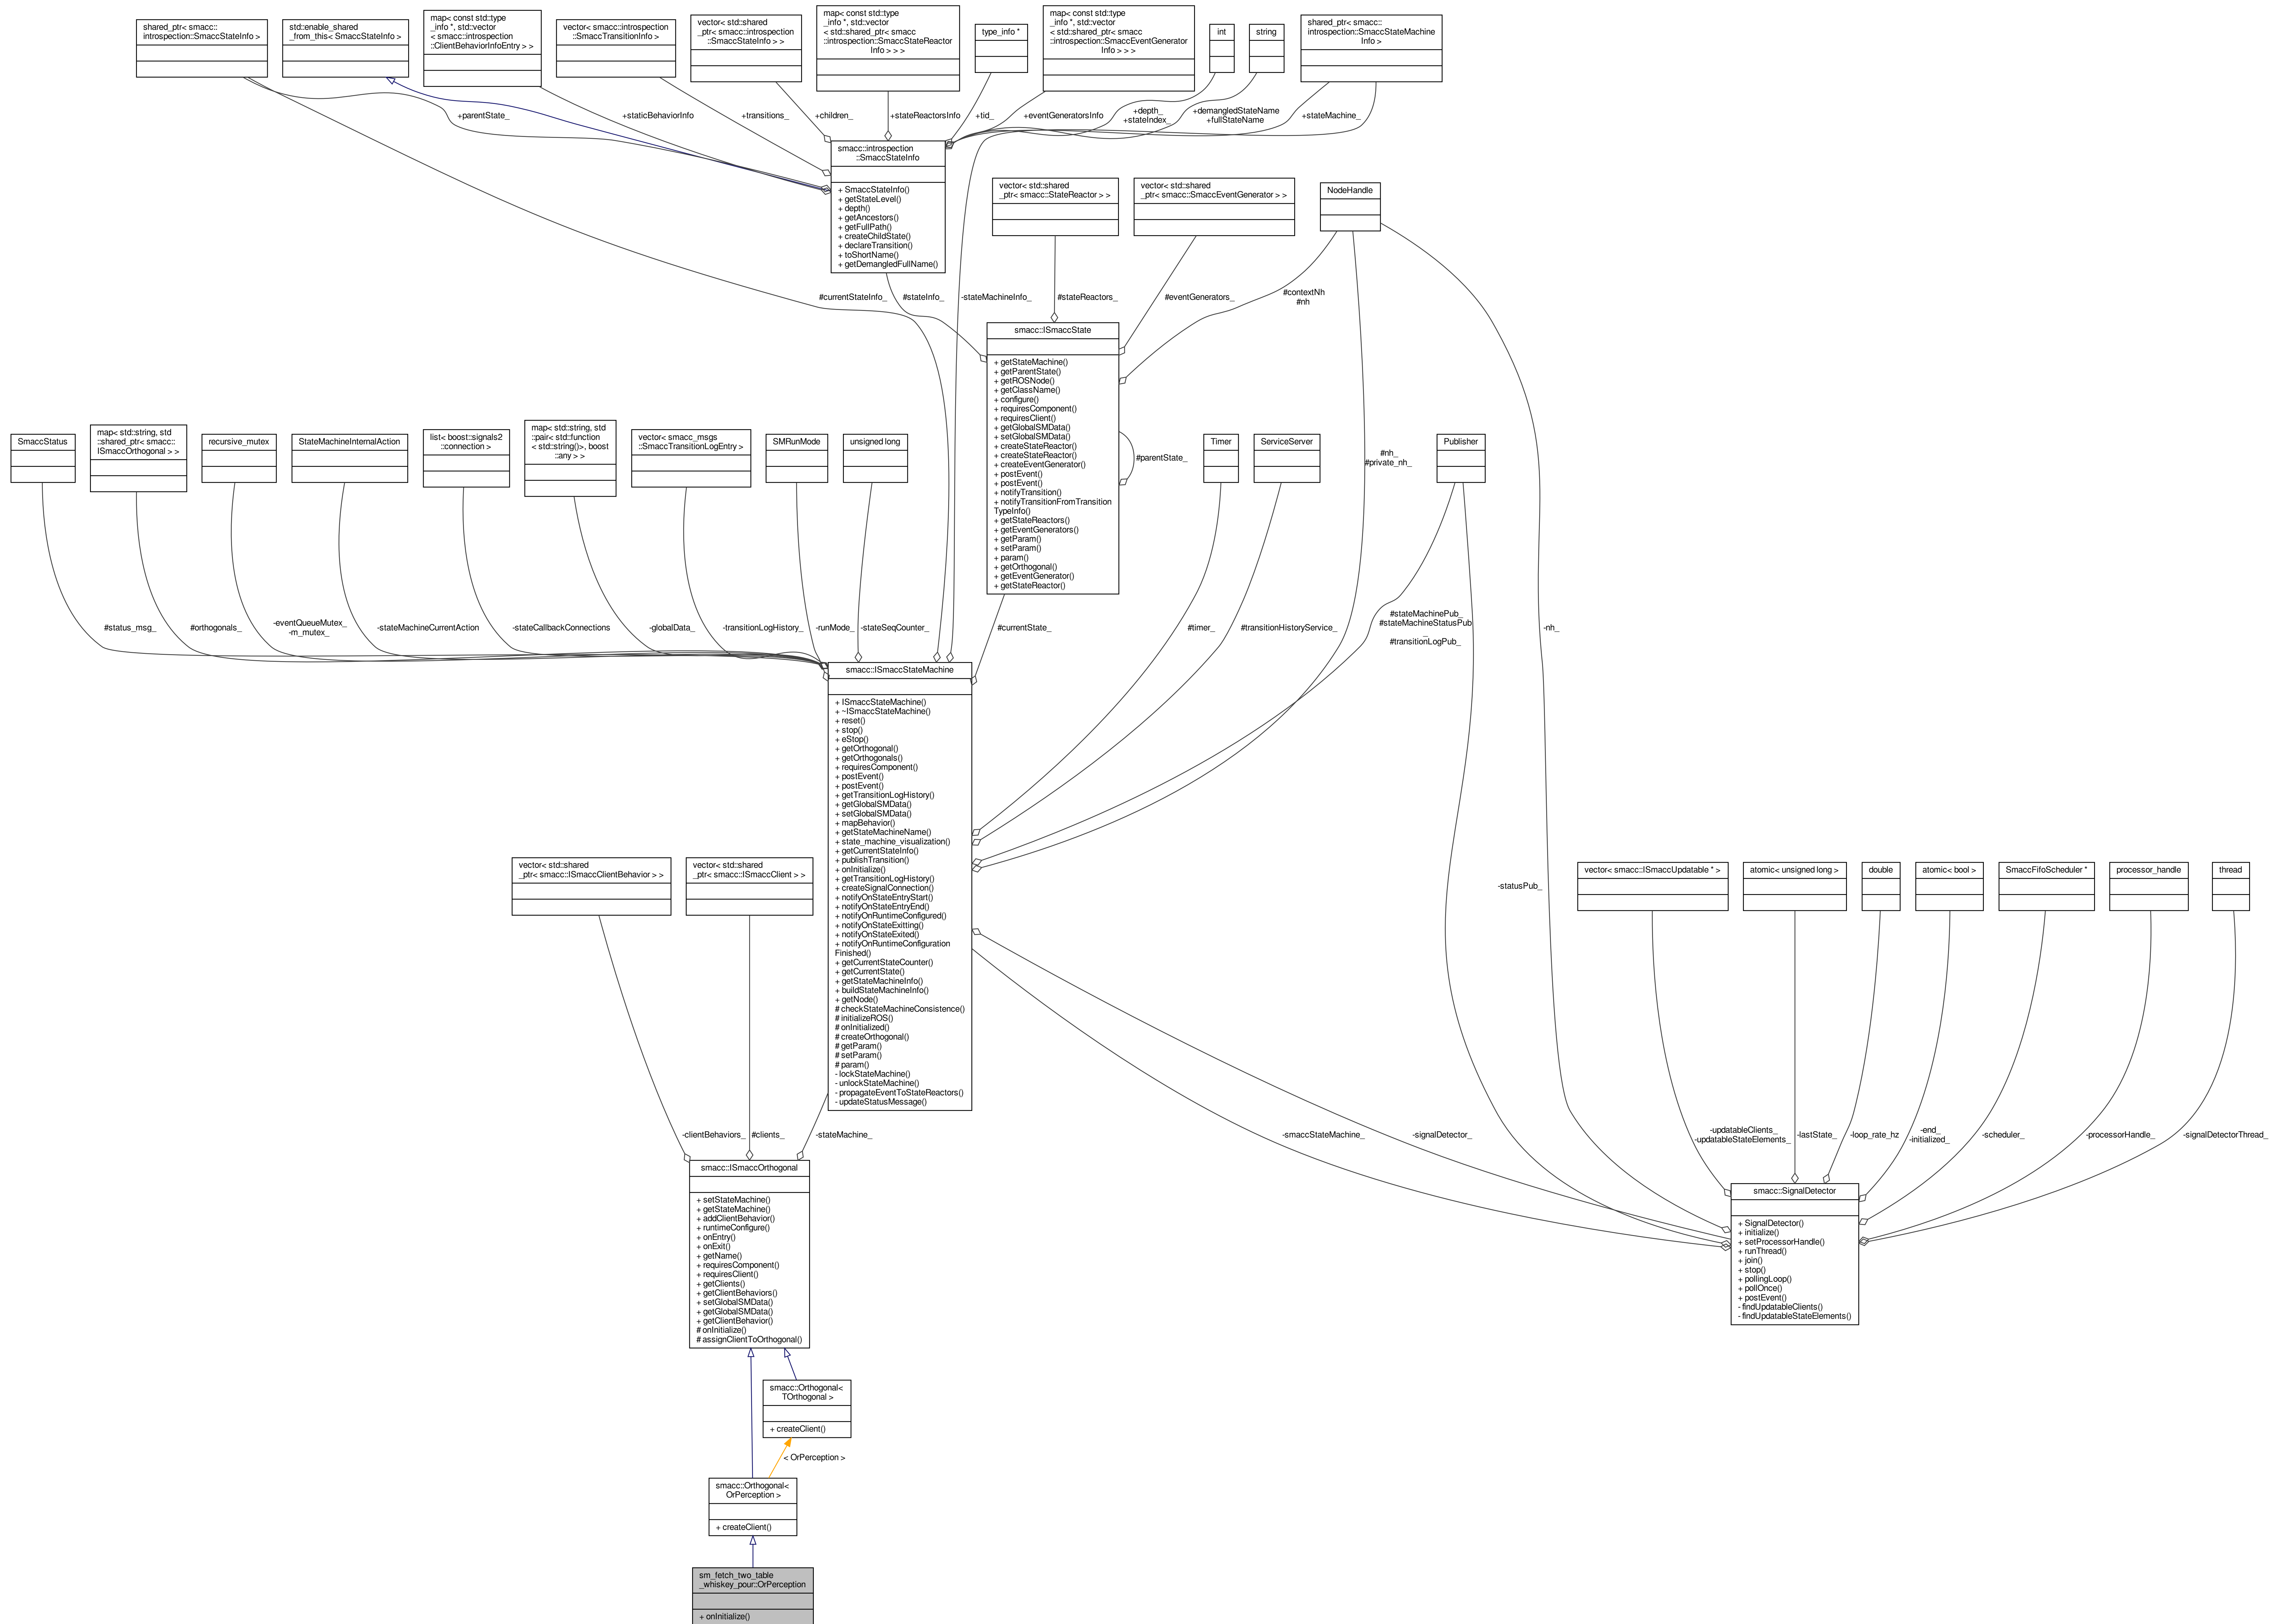 shared_ptr< smacc::
introspection::SmaccStateInfo >
std::enable_shared
_from_this< SmaccStateInfo >
map< const std::type
_info *, std::vector
< smacc::introspection
::ClientBehaviorInfoEntry > >
vector< smacc::introspection
::SmaccTransitionInfo >
vector< std::shared
_ptr< smacc::introspection
::SmaccStateInfo > >
map< const std::type
_info *, std::vector
< std::shared_ptr< smacc
::introspection::SmaccStateReactor
Info > > >
type_info *
map< const std::type
_info *, std::vector
< std::shared_ptr< smacc
::introspection::SmaccEventGenerator
Info > > >
int
string
shared_ptr< smacc::
introspection::SmaccStateMachine
Info >
+parentState_
+staticBehaviorInfo
+transitions_
+children_
+stateReactorsInfo
+tid_
+eventGeneratorsInfo
+depth_
+stateIndex_
+demangledStateName
+fullStateName
+stateMachine_
smacc::introspection
::SmaccStateInfo
+ SmaccStateInfo()
+ getStateLevel()
+ depth()
+ getAncestors()
+ getFullPath()
+ createChildState()
+ declareTransition()
+ toShortName()
+ getDemangledFullName()
vector< std::shared
_ptr< smacc::StateReactor > >
vector< std::shared
_ptr< smacc::SmaccEventGenerator > >
NodeHandle
#currentStateInfo_
#stateInfo_
-stateMachineInfo_
#stateReactors_
#eventGenerators_
#contextNh
#nh
smacc::ISmaccState
+ getStateMachine()
+ getParentState()
+ getROSNode()
+ getClassName()
+ configure()
+ requiresComponent()
+ requiresClient()
+ getGlobalSMData()
+ setGlobalSMData()
+ createStateReactor()
+ createStateReactor()
+ createEventGenerator()
+ postEvent()
+ postEvent()
+ notifyTransition()
+ notifyTransitionFromTransition
TypeInfo()
+ getStateReactors()
+ getEventGenerators()
+ getParam()
+ setParam()
+ param()
+ getOrthogonal()
+ getEventGenerator()
+ getStateReactor()
#parentState_
SmaccStatus
map< std::string, std
::shared_ptr< smacc::
ISmaccOrthogonal > >
recursive_mutex
StateMachineInternalAction
list< boost::signals2
::connection >
map< std::string, std
::pair< std::function
< std::string()>, boost
::any > >
vector< smacc_msgs
::SmaccTransitionLogEntry >
SMRunMode
unsigned long
Timer
ServiceServer
#nh_
#private_nh_
Publisher
#status_msg_
#orthogonals_
-eventQueueMutex_
-m_mutex_
-stateMachineCurrentAction
-stateCallbackConnections
-globalData_
-transitionLogHistory_
-runMode_
-stateSeqCounter_
#currentState_
#timer_
#transitionHistoryService_
#stateMachinePub_
#stateMachineStatusPub
_
#transitionLogPub_
-nh_
smacc::ISmaccStateMachine
+ ISmaccStateMachine()
+ ~ISmaccStateMachine()
+ reset()
+ stop()
+ eStop()
+ getOrthogonal()
+ getOrthogonals()
+ requiresComponent()
+ postEvent()
+ postEvent()
+ getTransitionLogHistory()
+ getGlobalSMData()
+ setGlobalSMData()
+ mapBehavior()
+ getStateMachineName()
+ state_machine_visualization()
+ getCurrentStateInfo()
+ publishTransition()
+ onInitialize()
+ getTransitionLogHistory()
+ createSignalConnection()
+ notifyOnStateEntryStart()
+ notifyOnStateEntryEnd()
+ notifyOnRuntimeConfigured()
+ notifyOnStateExitting()
+ notifyOnStateExited()
+ notifyOnRuntimeConfiguration
Finished()
+ getCurrentStateCounter()
+ getCurrentState()
+ getStateMachineInfo()
+ buildStateMachineInfo()
+ getNode()
# checkStateMachineConsistence()
# initializeROS()
# onInitialized()
# createOrthogonal()
# getParam()
# setParam()
# param()
- lockStateMachine()
- unlockStateMachine()
- propagateEventToStateReactors()
- updateStatusMessage()
vector< std::shared
_ptr< smacc::ISmaccClientBehavior > >
vector< std::shared
_ptr< smacc::ISmaccClient > >
-statusPub_
vector< smacc::ISmaccUpdatable * >
atomic< unsigned long >
double
atomic< bool >
SmaccFifoScheduler *
processor_handle
thread
-clientBehaviors_
#clients_
-stateMachine_
-smaccStateMachine_
-signalDetector_
-updatableClients_
-updatableStateElements_
-lastState_
-loop_rate_hz
-end_
-initialized_
-scheduler_
-processorHandle_
-signalDetectorThread_
smacc::ISmaccOrthogonal
+ setStateMachine()
+ getStateMachine()
+ addClientBehavior()
+ runtimeConfigure()
+ onEntry()
+ onExit()
+ getName()
+ requiresComponent()
+ requiresClient()
+ getClients()
+ getClientBehaviors()
+ setGlobalSMData()
+ getGlobalSMData()
+ getClientBehavior()
# onInitialize()
# assignClientToOrthogonal()
smacc::SignalDetector
+ SignalDetector()
+ initialize()
+ setProcessorHandle()
+ runThread()
+ join()
+ stop()
+ pollingLoop()
+ pollOnce()
+ postEvent()
- findUpdatableClients()
- findUpdatableStateElements()
smacc::Orthogonal<
TOrthogonal >
+ createClient()
< OrPerception >
smacc::Orthogonal<
OrPerception >
+ createClient()
sm_fetch_two_table
_whiskey_pour::OrPerception
+ onInitialize()